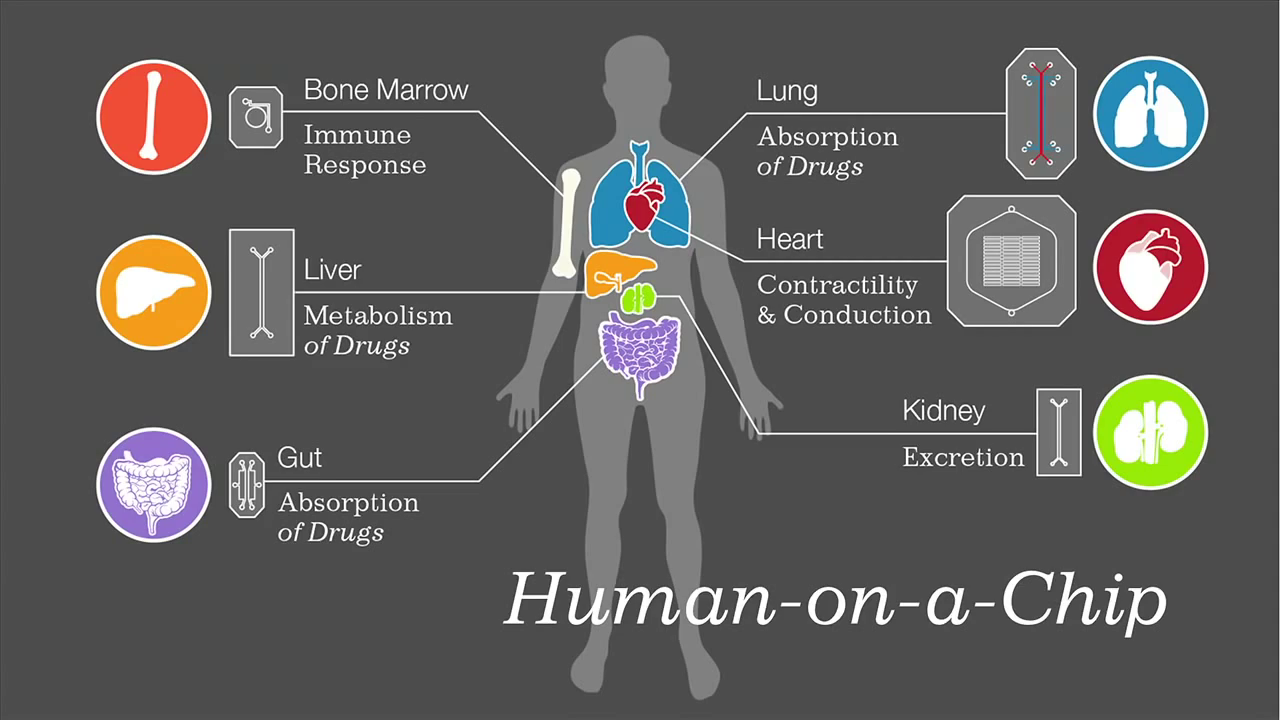 Bone Marrow
Immune
Response
Liver
Metabolism
of Drugs
Gut
Absorption
of Drugs
Lung
Absorption
of Drugs
Heart
Contractility
& Conduction
Kidney
Excretion
Human-on-a-Chip